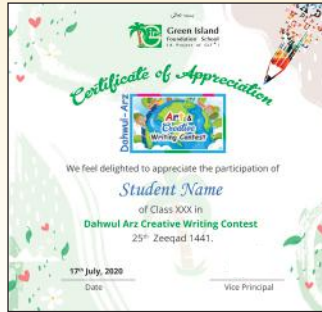 Green Island
Foundation School
Certificate of Appreciation
Dahwul-Arz
Art &
Creative
Writing Contest
We feel delighted to appreciate the participation of
Student Name
of Class XXX in
Dahwul Arz Creative Writing Contest
25th Zeeqad 1441.
17th July, 2020
Date
Vice Principal